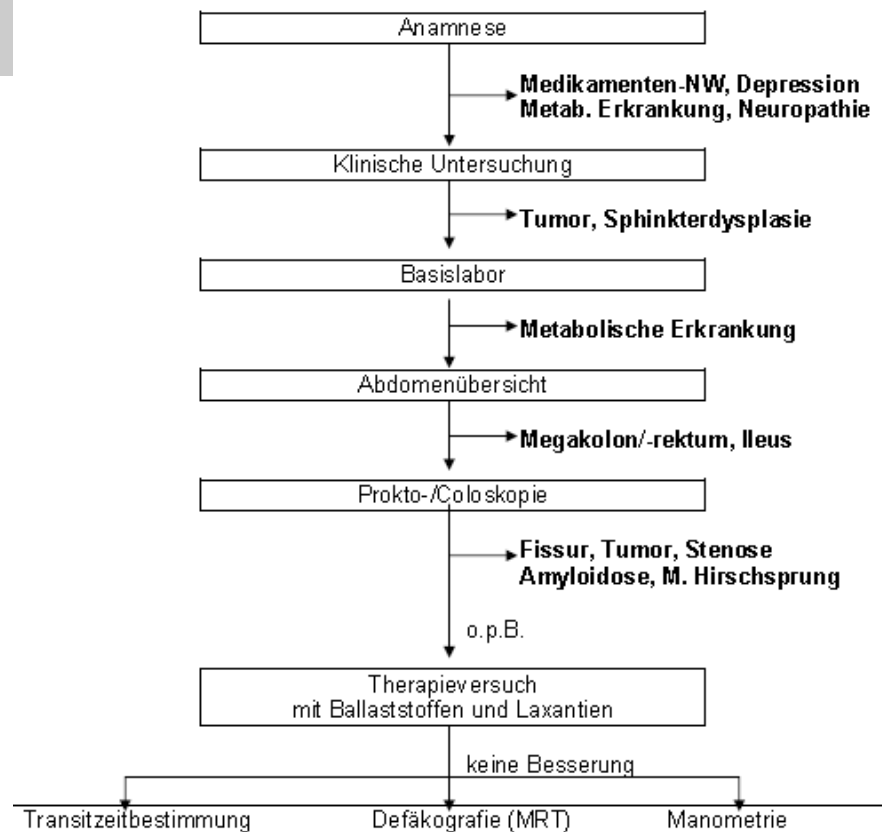 Anamnese
Medikamenten-NW, Depression
Metab. Erkrankung, Neuropathie
Klinische Untersuchung
Tumor, Sphinkterdysplasie
Basislabor
Metabolische Erkrankung
Abdomenübersicht
Megakolon/-rektum, Ileus
Prokto-/Coloskopie
Fissur, Tumor, Stenose
Amyloidose, M. Hirschsprung
o.p.B.
Therapieversuch
mit Ballaststoffen und Laxantien
keine Besserung
Transitzeitbestimmung Defäkografie (MRT) Manometrie